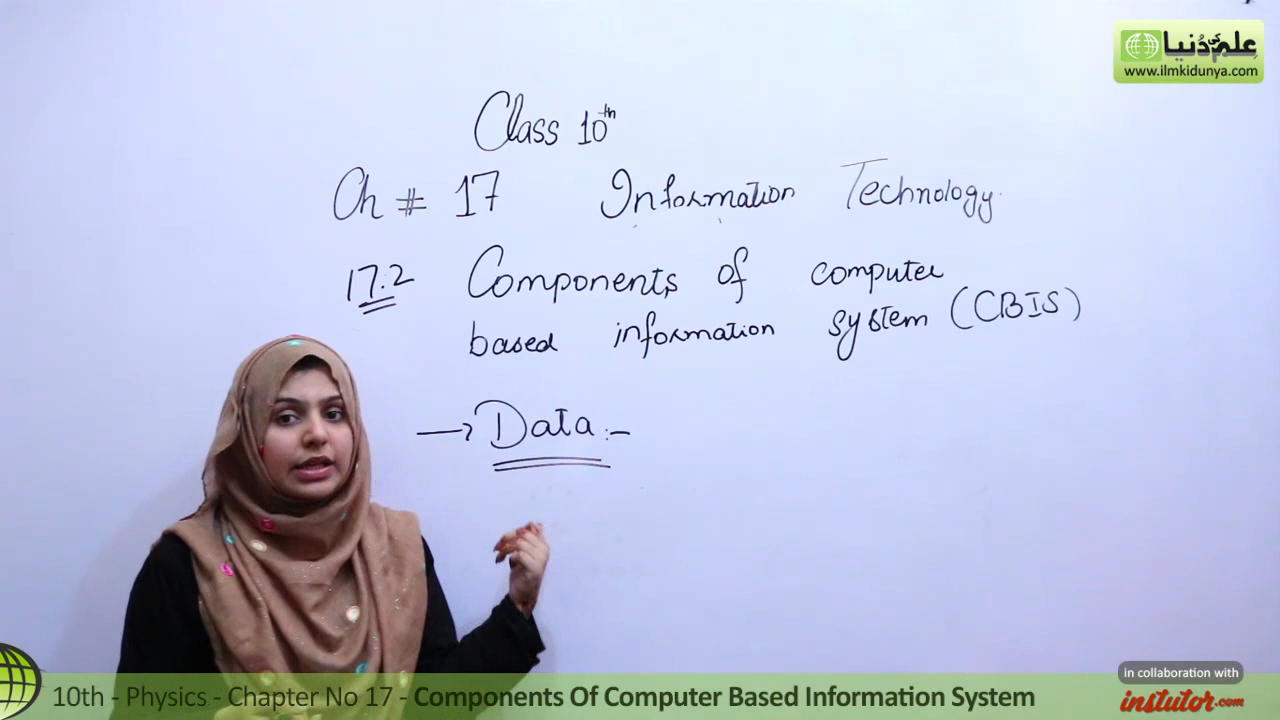 علم کی دُنیا
www.ilmkidunya.com
Class 10th
Ch # 17 Information Technology
17.2 Components of computer
based information system (CBIS)
→ Data :-
in collaboration with
instutor.com
10th - Physics - Chapter No 17 - Components Of Computer Based Information System